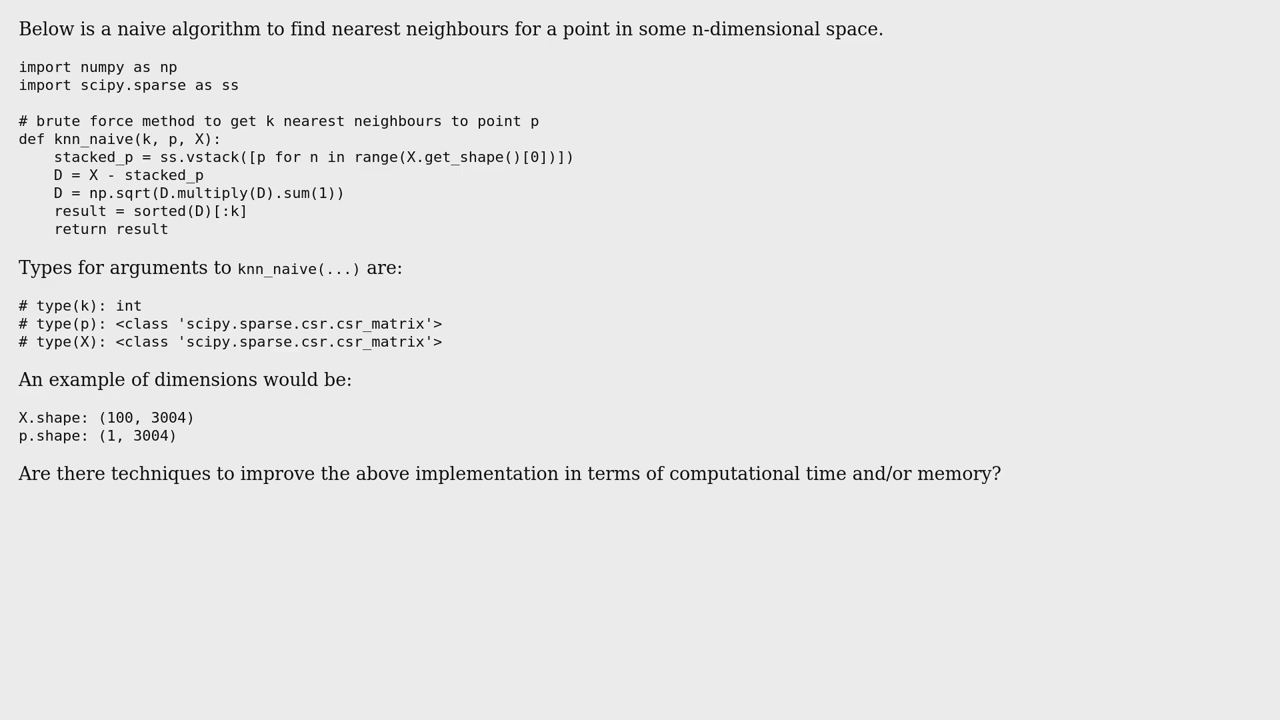 Below is a naive algorithm to find nearest neighbours for a point in some n-dimensional space.
import numpy as np
import scipy.sparse as ss
# brute force method to get k nearest neighbours to point p
def knn_naive(k, p, X):
    stacked_p = ss.vstack([p for n in range(X.get_shape()[0])])
    D = X - stacked_p
    D = np.sqrt(D.multiply(D).sum(1))
    result = sorted(D)[:k]
    return result
Types for arguments to knn_naive(...) are:
# type(k): int
# type(p): <class 'scipy.sparse.csr.csr_matrix'>
# type(X): <class 'scipy.sparse.csr.csr_matrix'>
An example of dimensions would be:
X.shape: (100, 3004)
p.shape: (1, 3004)
Are there techniques to improve the above implementation in terms of computational time and/or memory?